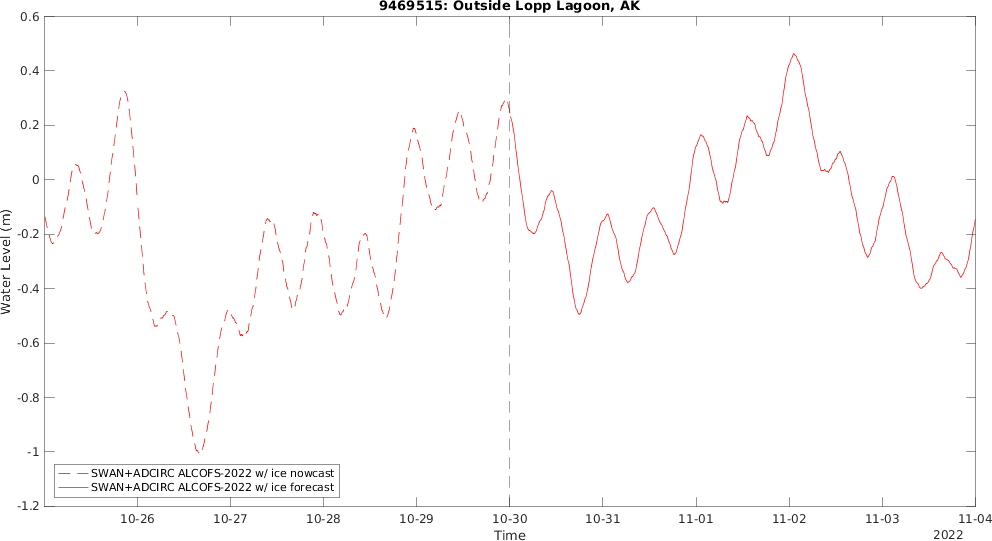 9469515: Outside Lopp Lagoon, AK
0.6
0.4
0.2
0
-0.2
-0.4
-0.6
-0.8
-1
-1.2
Water Level (m)
SWAN+ADCIRC ALCOFS-2022 w/ ice nowcast
SWAN+ADCIRC ALCOFS-2022 w/ ice forecast
10-26 10-27 10-28 10-29 10-30 10-31 11-01 11-02 11-03 11-04
Time
2022